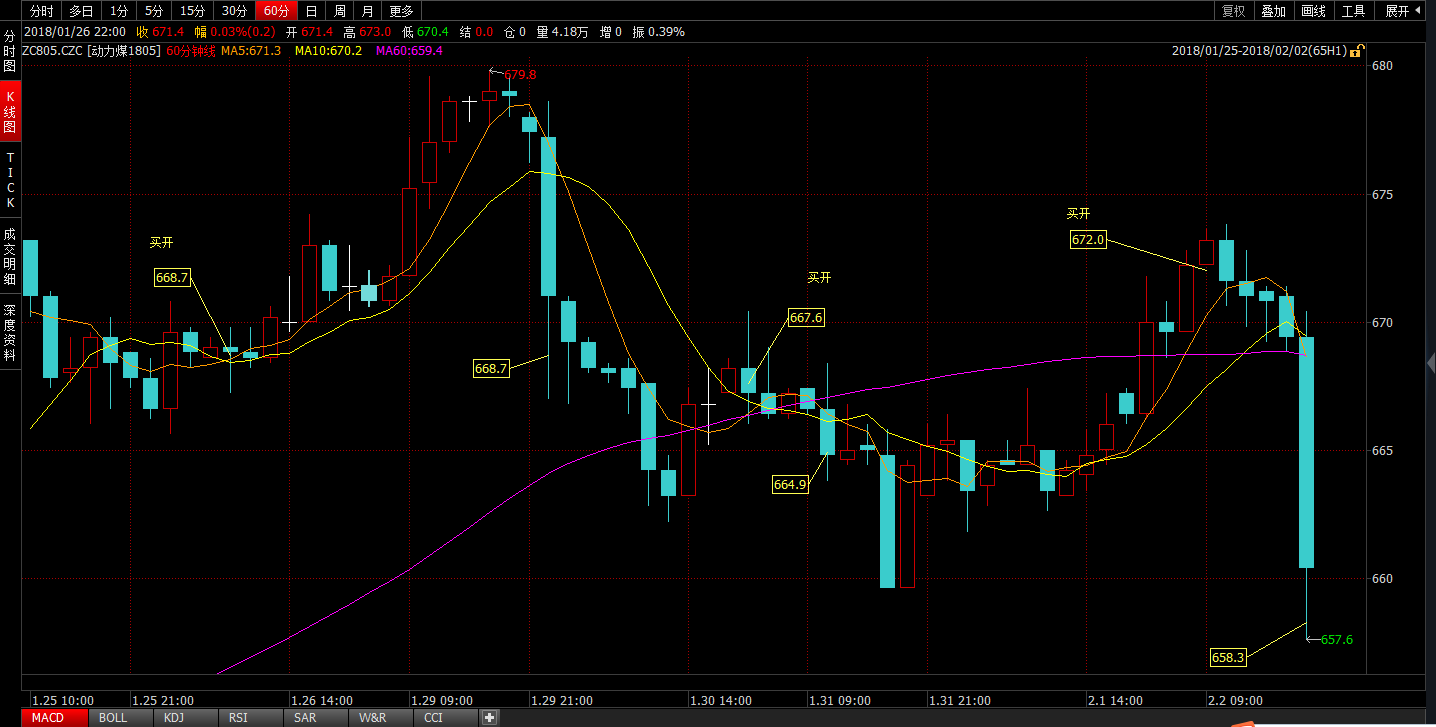 分时 多日 1分 5分 15分 30分 60分 日 周 月 更多 复权 叠加 画线 工具 展开
2018/01/26 22:00 收 671.4 幅 0.03%(0.2) 开 671.4 高 673.0 低 670.4 结 0.0 仓 0 量 4.18万 增 0 振 0.39%
ZC805.CZC [动力煤1805] 60分钟线 MA5:671.3 MA10:670.2 MA60:659.4 2018/01/25-2018/02/02(65H1)
分时图
K线图
TICK
成交明细
深度资料
680
679.8
675
买开
672.0
买开
668.7
买开
667.6
670
668.7
664.9
665
660
657.6
658.3
1.25 10:00 1.25 21:00 1.26 14:00 1.29 09:00 1.29 21:00 1.30 14:00 1.31 09:00 1.31 21:00 2.1 14:00 2.2 09:00
MACD BOLL KDJ RSI SAR W&R CCI